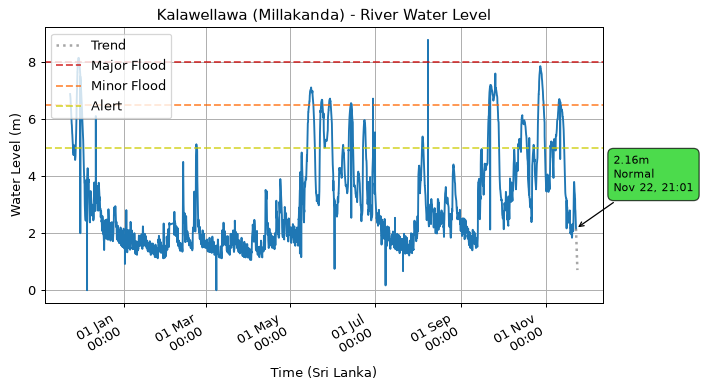 Kalawellawa (Millakanda) - River Water Level
Trend
Major Flood
Minor Flood
Alert
Water Level (m)
8
6
4
2
0
2.16m
Normal
Nov 22, 21:01
01 Jan
00:00
01 Mar
00:00
01 May
00:00
01 Jul
00:00
01 Sep
00:00
01 Nov
00:00
Time (Sri Lanka)